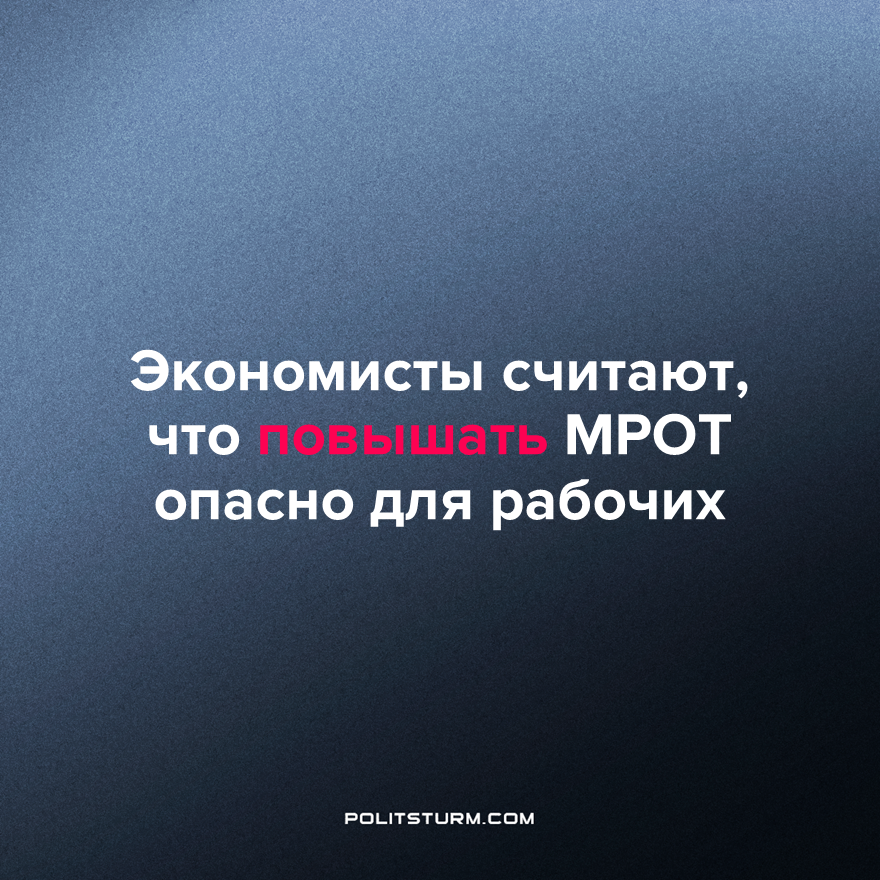 Экономисты считают,
что повышать МРОТ
опасно для рабочих
POLITSTURM.COM